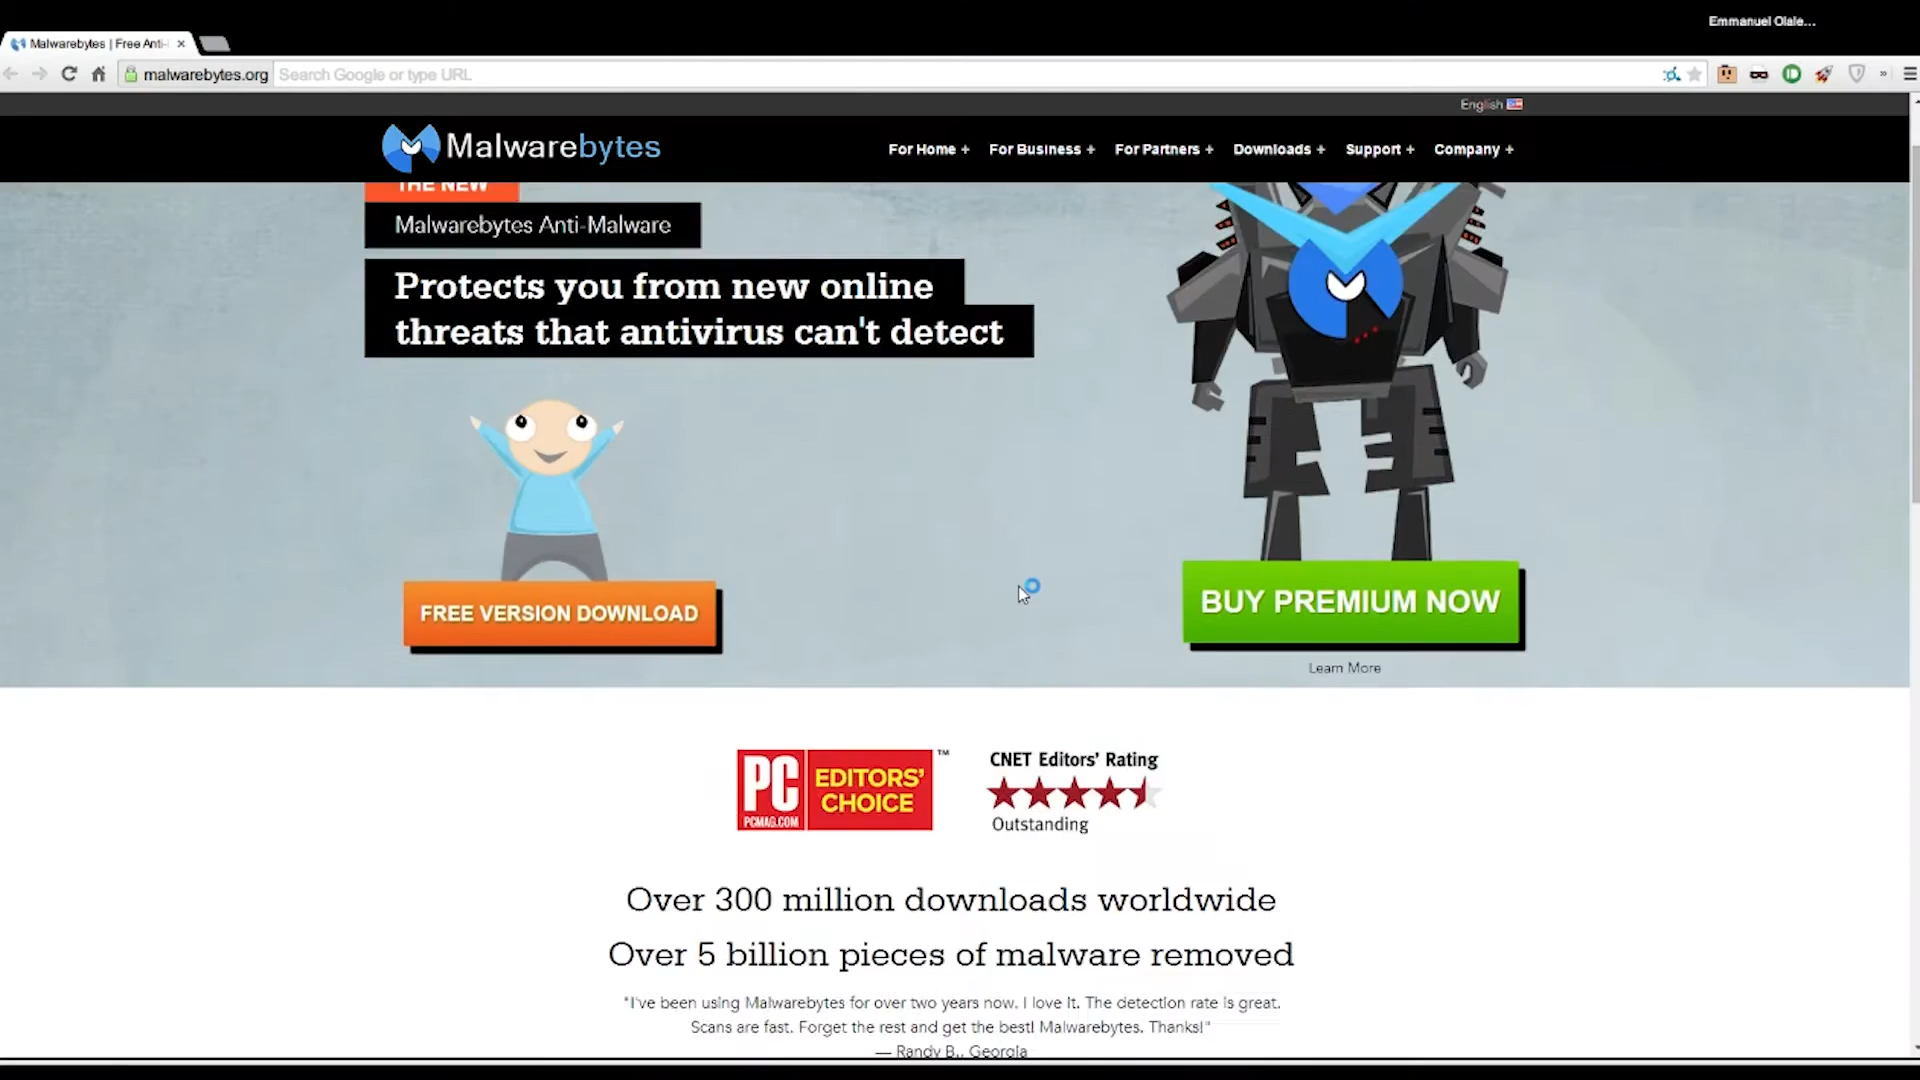 Emmanuel Olale...
Malwarebytes | Free Anti-
malwarebytes.org
Search Google or type URL
English
Malwarebytes
For Home +
For Business +
For Partners +
Downloads +
Support +
Company +
THE NEW
Malwarebytes Anti-Malware
Protects you from new online
threats that antivirus can't detect
FREE VERSION DOWNLOAD
BUY PREMIUM NOW
Learn More
PC
PCMAG.COM
EDITORS'
CHOICE
TM
CNET Editors' Rating
Outstanding
Over 300 million downloads worldwide
Over 5 billion pieces of malware removed
"I've been using Malwarebytes for over two years now. I love it. The detection rate is great.
Scans are fast. Forget the rest and get the best! Malwarebytes. Thanks!"
— Randy B., Georgia